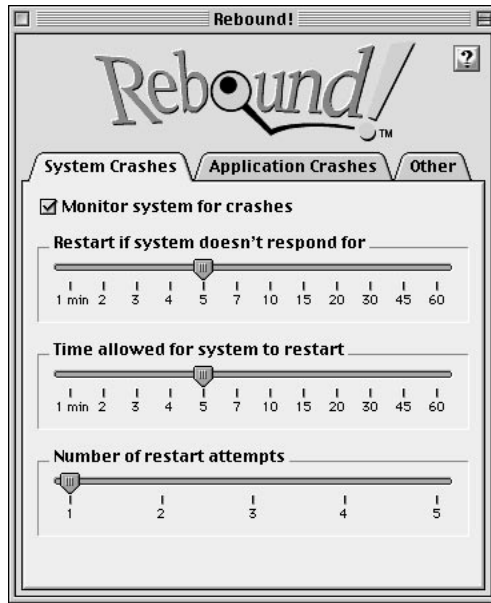 Rebound!
?
Rebound! TM
System Crashes Application Crashes Other
Monitor system for crashes
Restart if system doesn't respond for
1 min 2 3 4 5 7 10 15 20 30 45 60
Time allowed for system to restart
1 min 2 3 4 5 7 10 15 20 30 45 60
Number of restart attempts
1 2 3 4 5